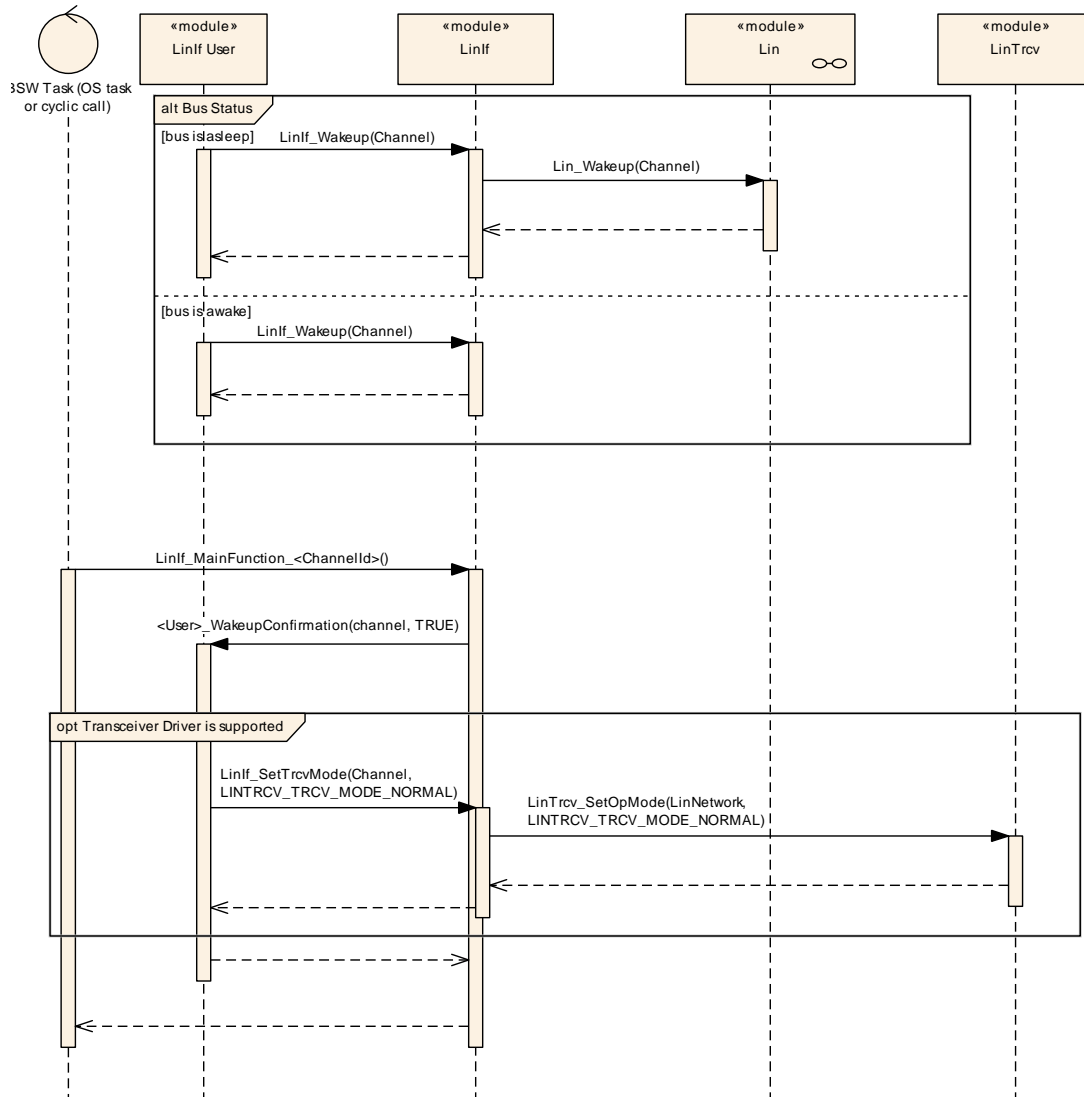 «module»
LinIf User
«module»
LinIf
«module»
Lin
«module»
LinTrcv
BSW Task (OS task
or cyclic call)
alt Bus Status
[bus is asleep]
LinIf_Wakeup(Channel)
Lin_Wakeup(Channel)
[bus is awake]
LinIf_Wakeup(Channel)
LinIf_MainFunction_<ChannelId>()
<User>_WakeupConfirmation(channel, TRUE)
opt Transceiver Driver is supported
LinIf_SetTrcvMode(Channel,
LINTRCV_TRCV_MODE_NORMAL)
LinTrcv_SetOpMode(LinNetwork,
LINTRCV_TRCV_MODE_NORMAL)